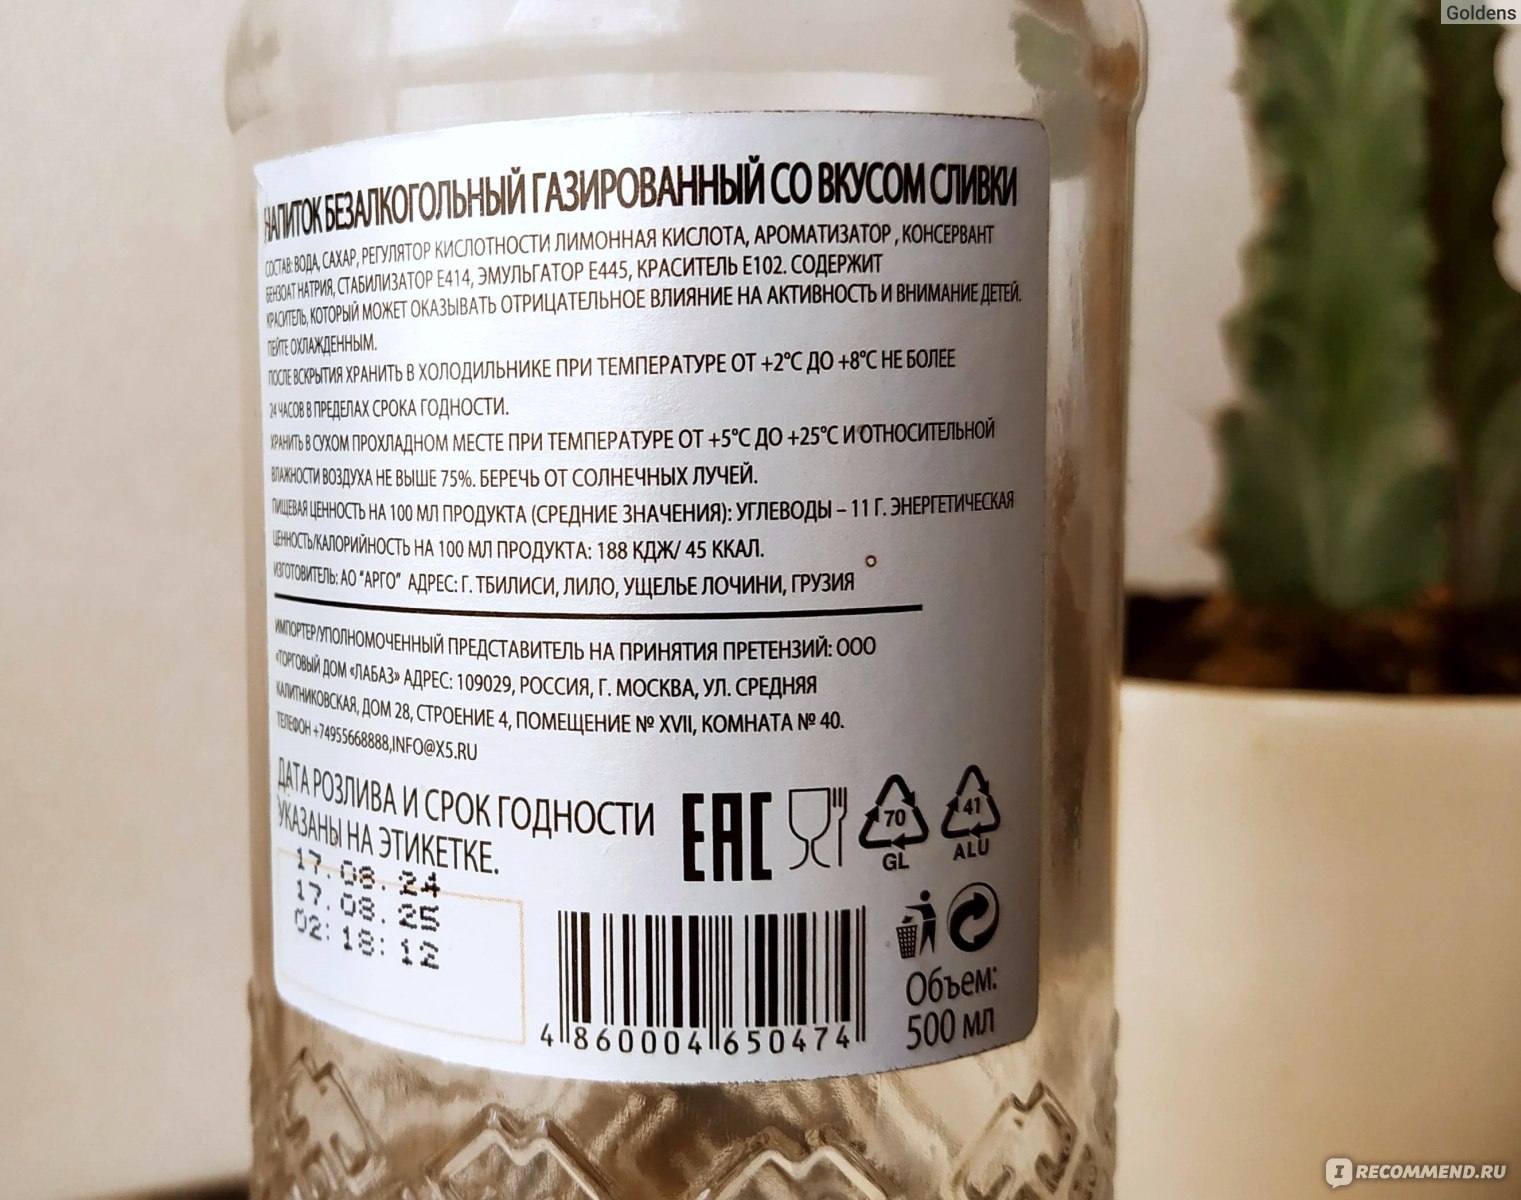 Goldens
НАПИТОК БЕЗАЛКОГОЛЬНЫЙ ГАЗИРОВАННЫЙ СО ВКУСОМ СЛИВКИ
СОСТАВ: ВОДА, САХАР, РЕГУЛЯТОР КИСЛОТНОСТИ ЛИМОННАЯ КИСЛОТА, АРОМАТИЗАТОР , КОНСЕРВАНТ
БЕНЗОАТ НАТРИЯ, СТАБИЛИЗАТОР Е414, ЭМУЛЬГАТОР Е445, КРАСИТЕЛЬ Е102. СОДЕРЖИТ
КРАСИТЕЛЬ, КОТОРЫЙ МОЖЕТ ОКАЗЫВАТЬ ОТРИЦАТЕЛЬНОЕ ВЛИЯНИЕ НА АКТИВНОСТЬ И ВНИМАНИЕ ДЕТЕЙ.
ПЕЙТЕ ОХЛАЖДЕННЫМ.
ПОСЛЕ ВСКРЫТИЯ ХРАНИТЬ В ХОЛОДИЛЬНИКЕ ПРИ ТЕМПЕРАТУРЕ ОТ +2°С ДО +8°С НЕ БОЛЕЕ
24 ЧАСОВ В ПРЕДЕЛАХ СРОКА ГОДНОСТИ.
ХРАНИТЬ В СУХОМ ПРОХЛАДНОМ МЕСТЕ ПРИ ТЕМПЕРАТУРЕ ОТ +5°С ДО +25°С И ОТНОСИТЕЛЬНОЙ
ВЛАЖНОСТИ ВОЗДУХА НЕ ВЫШЕ 75%. БЕРЕЧЬ ОТ СОЛНЕЧНЫХ ЛУЧЕЙ.
ПИЩЕВАЯ ЦЕННОСТЬ НА 100 МЛ ПРОДУКТА (СРЕДНИЕ ЗНАЧЕНИЯ): УГЛЕВОДЫ – 11 Г. ЭНЕРГЕТИЧЕСКАЯ
ЦЕННОСТЬ/КАЛОРИЙНОСТЬ НА 100 МЛ ПРОДУКТА: 188 КДЖ/ 45 ККАЛ.
ИЗГОТОВИТЕЛЬ: АО “АРГО” АДРЕС: Г. ТБИЛИСИ, ЛИЛО, УЩЕЛЬЕ ЛОЧИНИ, ГРУЗИЯ
ИМПОРТЕР/УПОЛНОМОЧЕННЫЙ ПРЕДСТАВИТЕЛЬ НА ПРИНЯТИЯ ПРЕТЕНЗИЙ: ООО
«ТОРГОВЫЙ ДОМ «ЛАБАЗ» АДРЕС: 109029, РОССИЯ, Г. МОСКВА, УЛ. СРЕДНЯЯ
КАЛИТНИКОВСКАЯ, ДОМ 28, СТРОЕНИЕ 4, ПОМЕЩЕНИЕ № XVII, КОМНАТА № 40.
ТЕЛЕФОН +74955668888,INFO@X5.RU
ДАТА РОЗЛИВА И СРОК ГОДНОСТИ
УКАЗАНЫ НА ЭТИКЕТКЕ.
17.08.24
17.08.25
02:18:12
EAC
70
GL
41
ALU
4 860004 650474
Объем:
500 мл
IRECOMMEND.RU